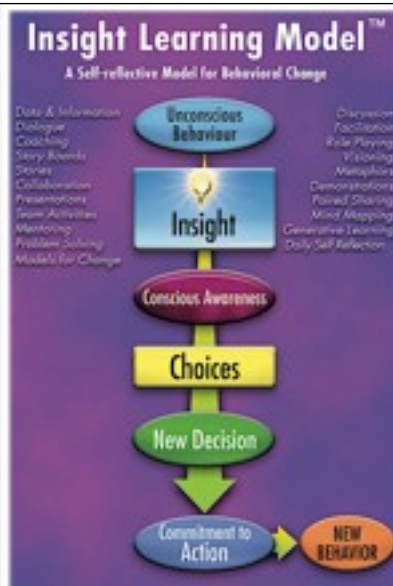 Insight Learning Model™
A Self-reflective Model for Behavioral Change
Data & Information
Dialogue
Coaching
Story Boards
Stories
Collaboration
Presentations
Team Activities
Mentoring
Problem Solving
Models for Change
Unconscious
Behaviour
Insight
Conscious Awareness
Choices
New Decision
Commitment to
Action
NEW
BEHAVIOR
Discussion
Facilitation
Role Playing
Visioning
Metaphors
Demonstrations
Paired Sharing
Mind Mapping
Generative Learning
Daily Self Reflection